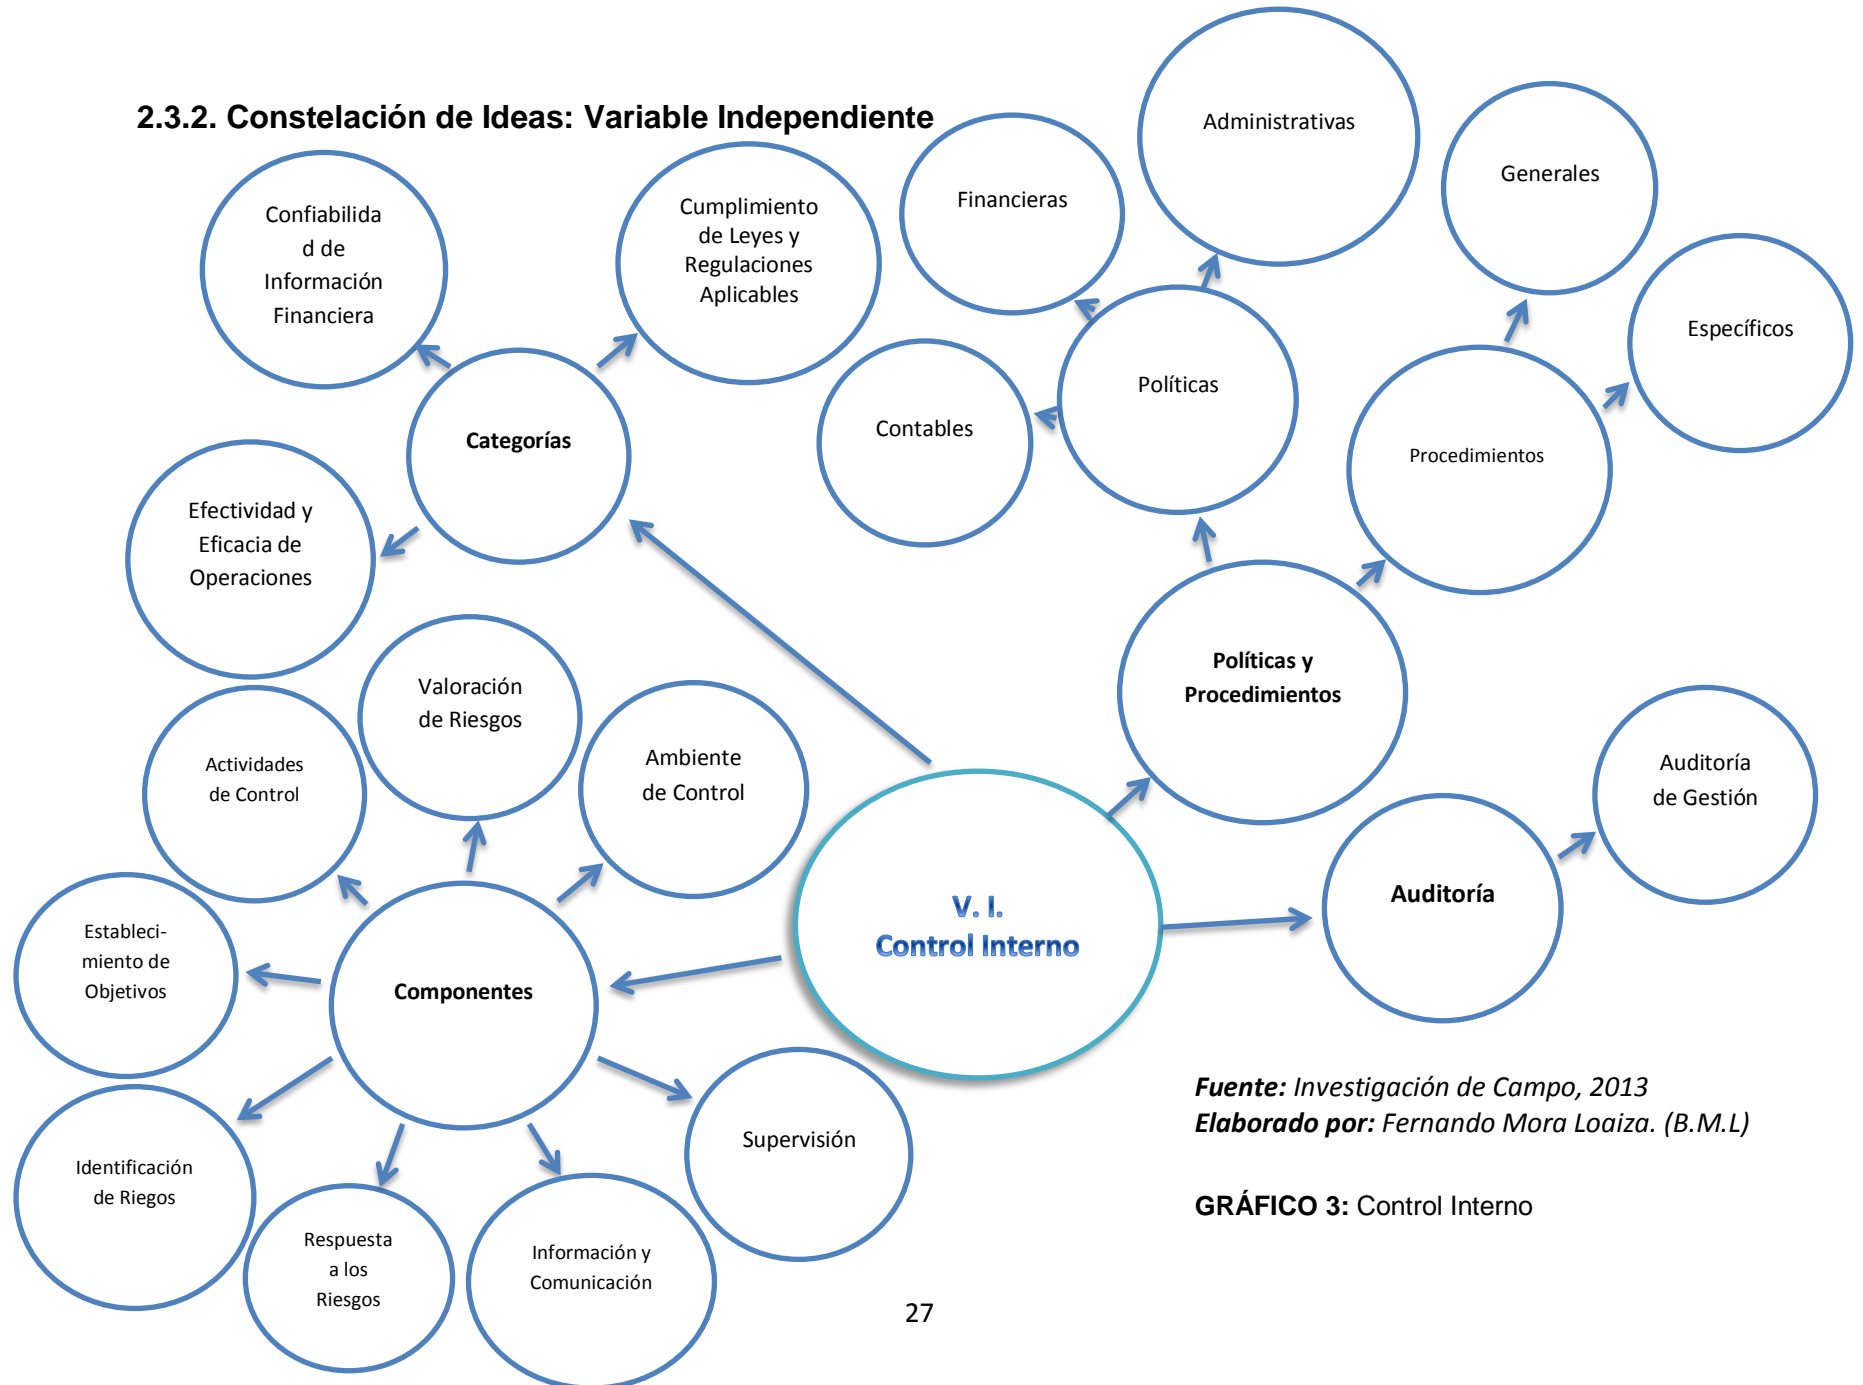 2.3.2. Constelación de Ideas: Variable Independiente
Administrativas
Generales
Financieras
Confiabilida
d de
Información
Financiera
Cumplimiento
de Leyes y
Regulaciones
Aplicables
Específicos
Políticas
Contables
Categorías
Procedimientos
Efectividad y
Eficacia de
Operaciones
Políticas y
Procedimientos
Valoración
de Riesgos
Ambiente
de Control
Actividades
de Control
Auditoría
de Gestión
Auditoría
V. I.
Control Interno
Estableci-
miento de
Objetivos
Componentes
Fuente: Investigación de Campo, 2013
Elaborado por: Fernando Mora Loaiza. (B.M.L)
Supervisión
Identificación
de Riegos
GRÁFICO 3: Control Interno
Respuesta
a los
Riesgos
Información y
Comunicación
27